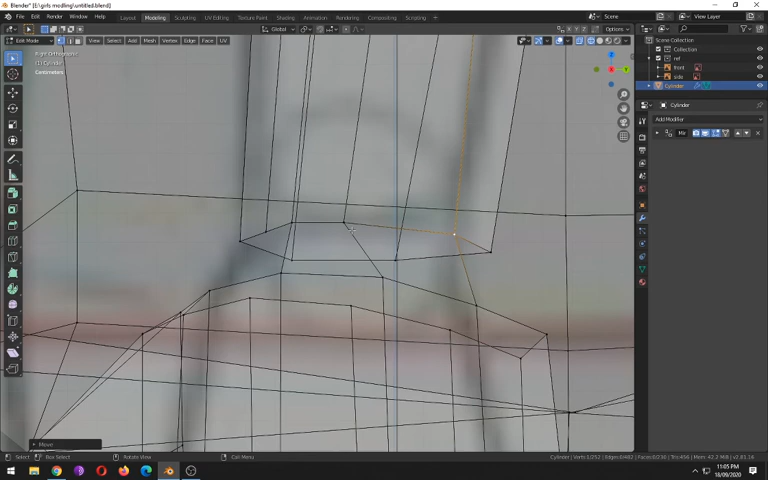 Blender* [E:\girls modling\untitled.blend]
File Edit Render Window Help Layout Modeling Sculpting UV Editing Texture Paint Shading Animation Rendering Compositing Scripting Scene View Layer
Global Options
Edit Mode View Select Add Mesh Vertex Edge Face UV
Right Orthographic
(1) Cylinder
Centimeters
Scene Collection
Collection
ref
front
side
Cylinder
Cylinder
Add Modifier
Mir
Move
Select Box Select Rotate View Call Menu
11:05 PM
18/09/2020